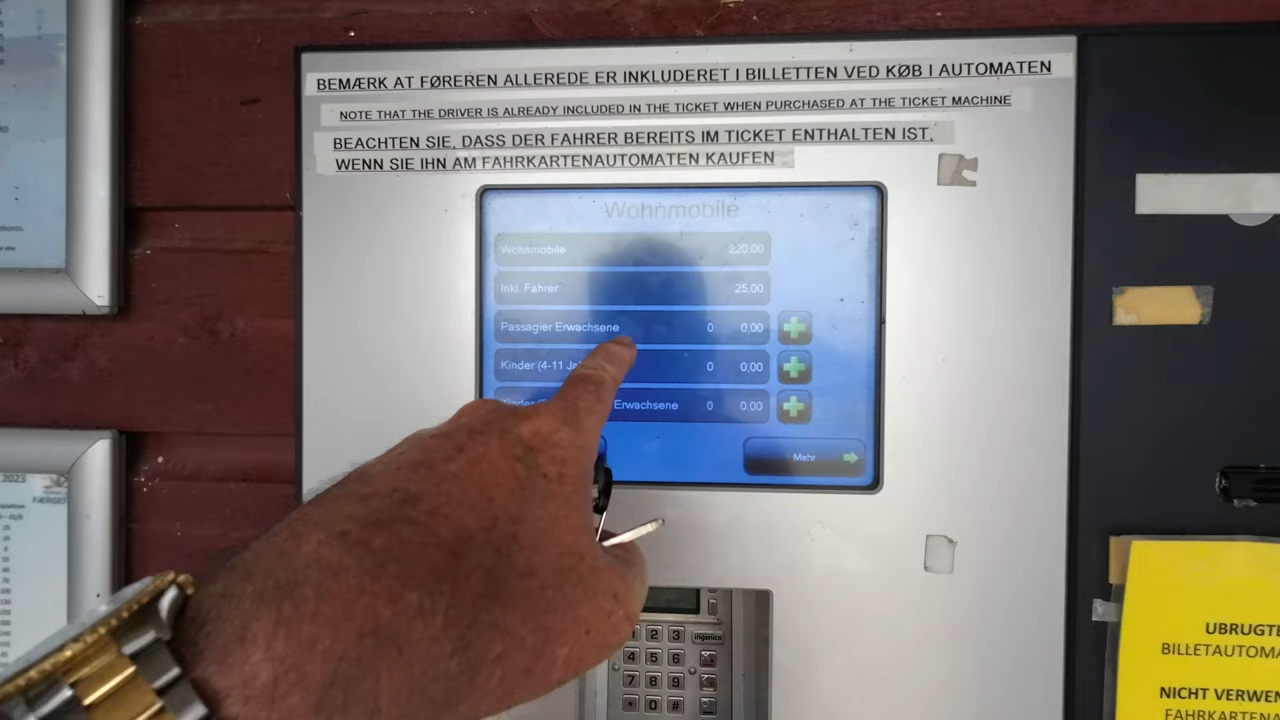 BEMÆRK AT FØREREN ALLEREDE ER INKLUDERET I BILLETTEN VED KØB I AUTOMATEN
NOTE THAT THE DRIVER IS ALREADY INCLUDED IN THE TICKET WHEN PURCHASED AT THE TICKET MACHINE
BEACHTEN SIE, DASS DER FAHRER BEREITS IM TICKET ENTHALTEN IST,
WENN SIE IHN AM FAHRKARTENAUTOMATEN KAUFEN
Wohnmobile
Wohnmobile 220,00
Inkl. Fahrer 25,00
Passagier Erwachsene 0 0,00
Kinder (4-11 0 0,00
Erwachsene 0 0,00
Mehr
2023
2 3 ingenico
4 5 6
7 8 9
* 0 #
UBRUGTE
BILLETAUTOMA
NICHT VERWEN
FAHRKARTENA